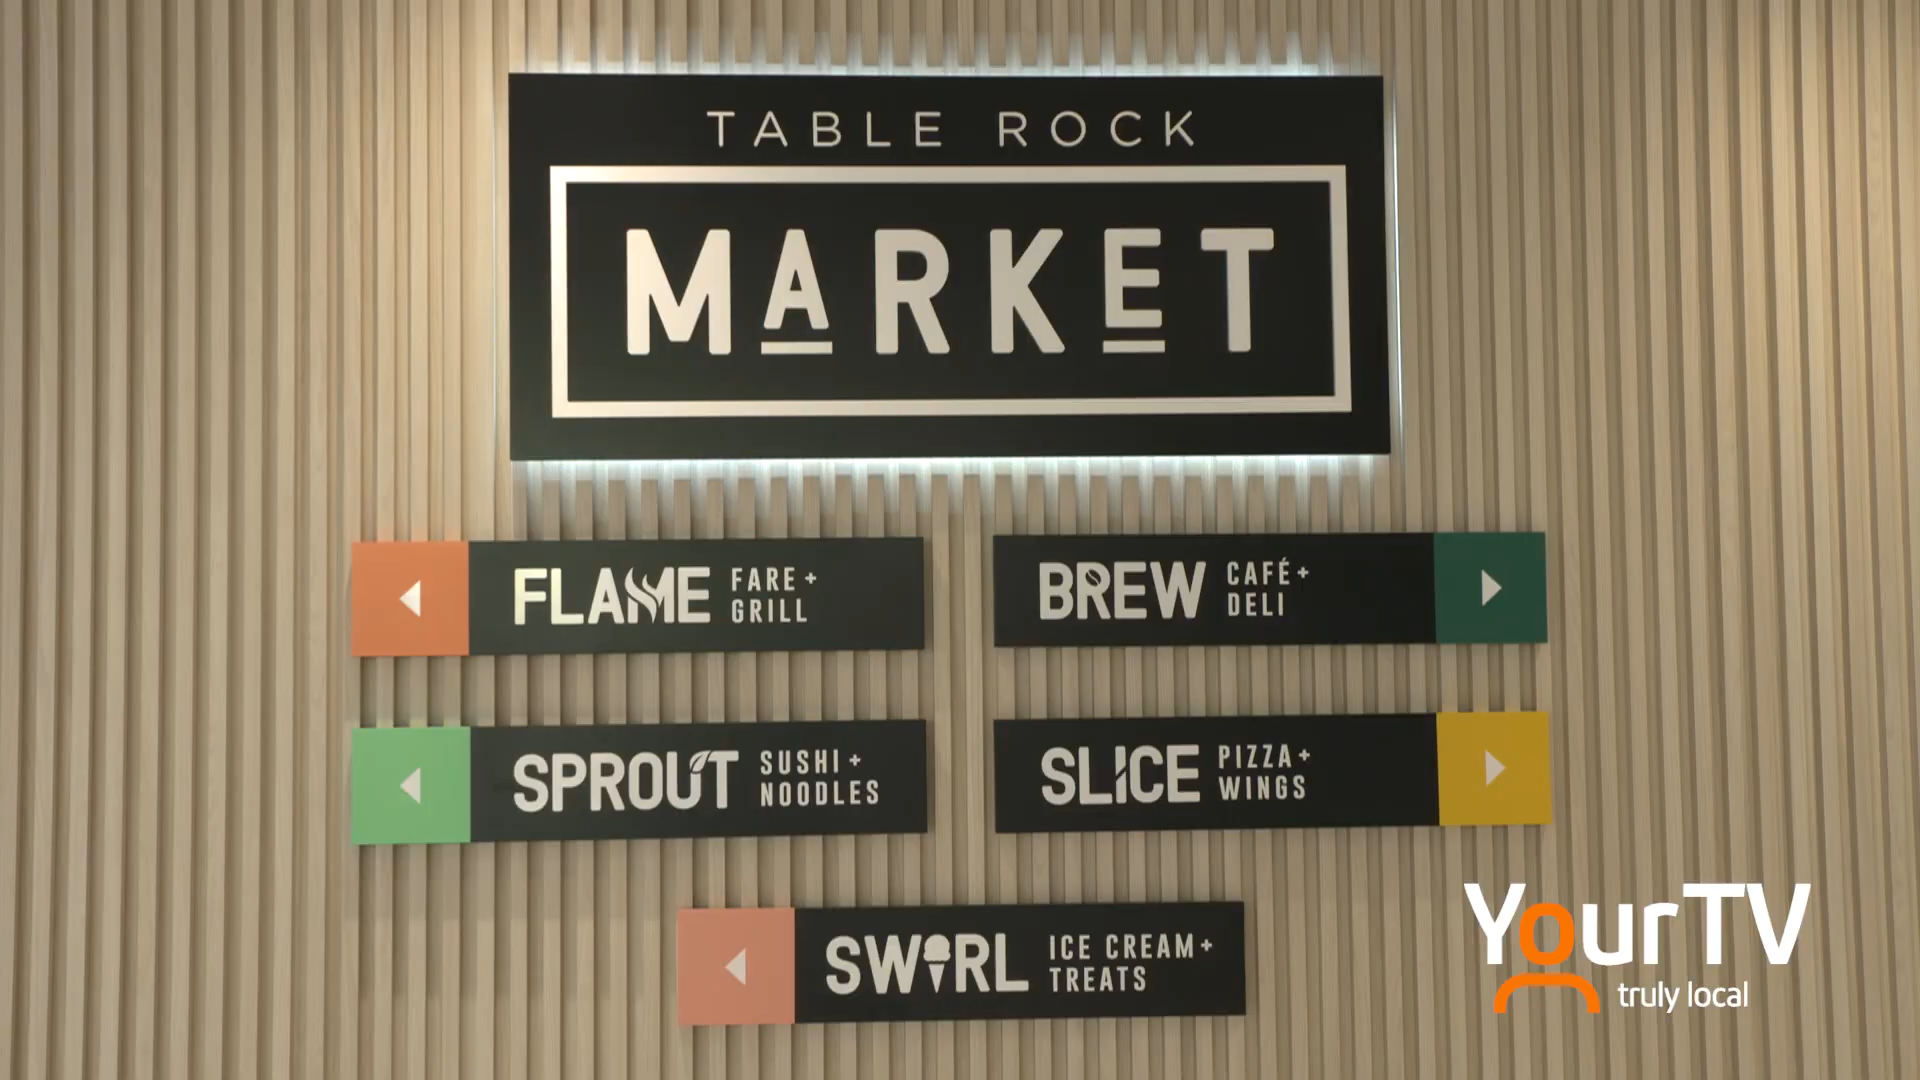 TABLE ROCK
MARKET
FLAME FARE +
GRILL
BREW CAFÉ +
DELI
SPROUT SUSHI +
NOODLES
SLICE PIZZA +
WINGS
SWIRL ICE CREAM +
TREATS
YourTV
truly local